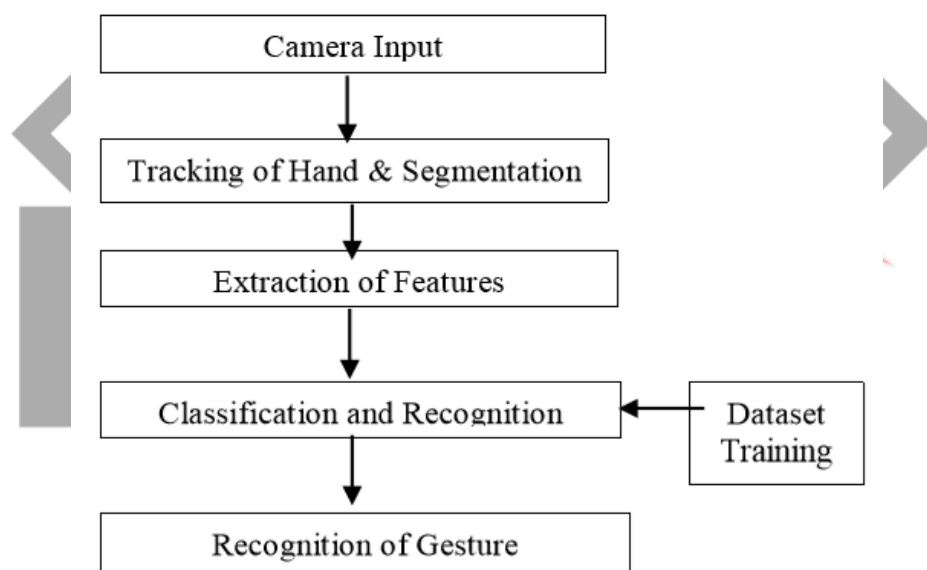 Camera Input
Tracking of Hand & Segmentation
Extraction of Features
Classification and Recognition
Dataset
Training
Recognition of Gesture